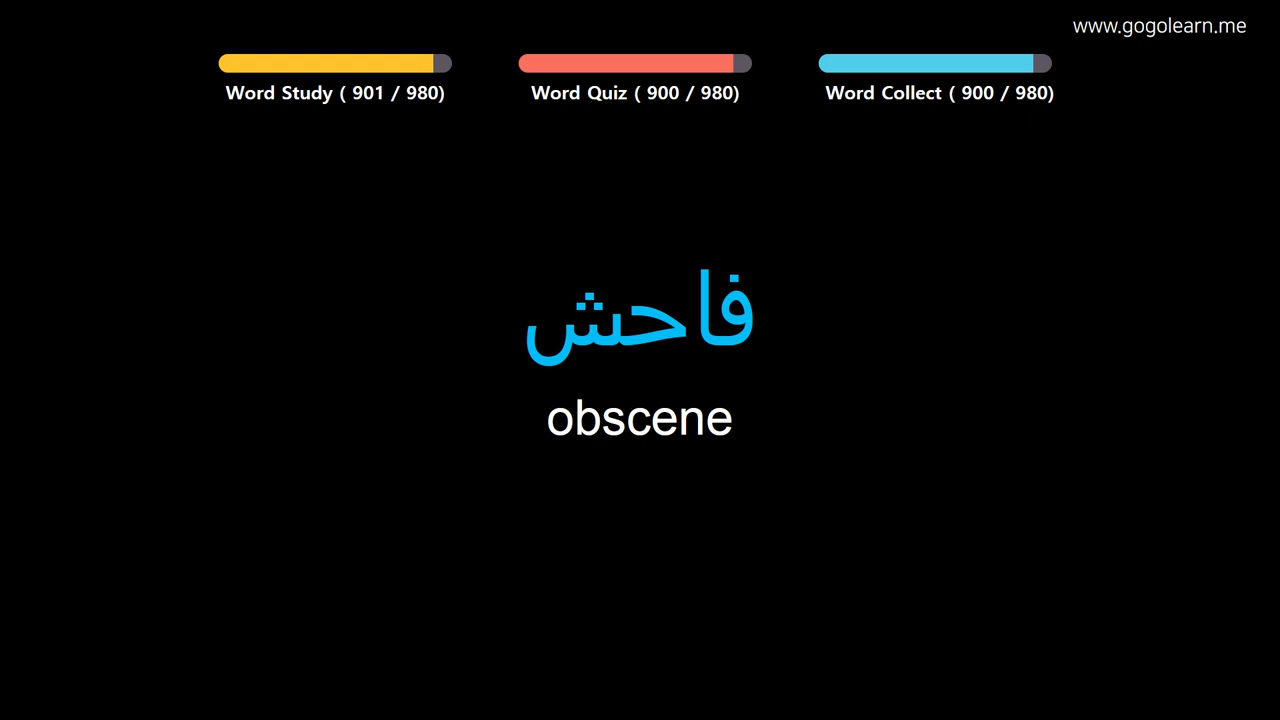 www.gogolearn.me
Word Study ( 901 / 980)
Word Quiz ( 900 / 980)
Word Collect ( 900 / 980)
فاحش
obscene